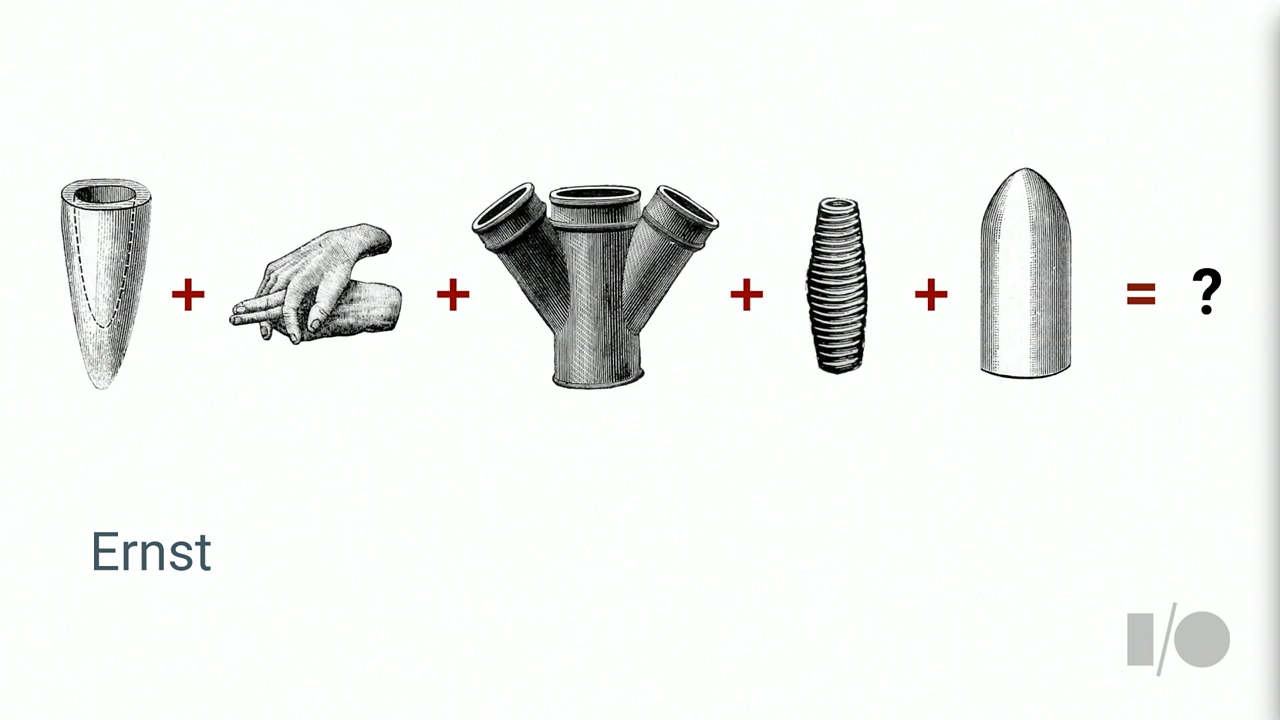 + + + + = ?
Ernst
I/O